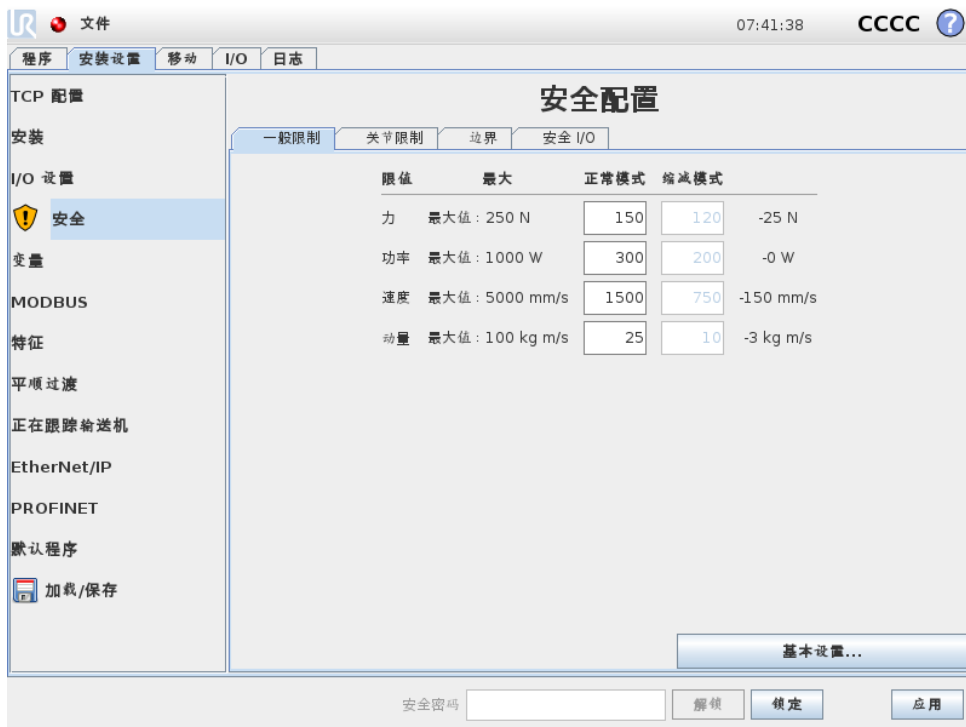 UR 文件 07:41:38 CCCC ?
程序 安装设置 移动 I/O 日志
TCP 配置
安装
I/O 设置
安全
变量
MODBUS
特征
平顺过渡
正在跟踪输送机
EtherNet/IP
PROFINET
默认程序
加载/保存
安全配置
一般限制 关节限制 边界 安全 I/O
限值 最大 正常模式 缩减模式
力 最大值：250 N 150 120 -25 N
功率 最大值：1000 W 300 200 -0 W
速度 最大值：5000 mm/s 1500 750 -150 mm/s
动量 最大值：100 kg m/s 25 10 -3 kg m/s
基本设置...
安全密码 解锁 锁定 应用